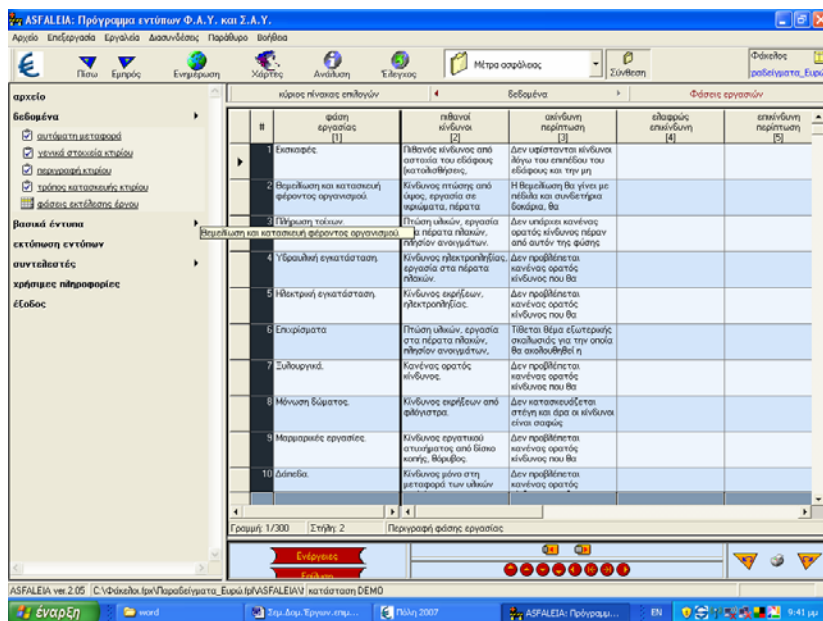 ASFALEIA: Πρόγραμμα εντύπων Φ.Α.Υ. και Σ.Α.Υ.
Αρχείο Επεξεργασία Εργαλεία Διασυνδέσεις Παράθυρο Βοήθεια
Πίσω Εμπρός Ενημέρωση Χάρτες Ανάλυση Έλεγχος Μέτρα ασφάλειας Σύνθεση
Φάκελος
ραδείγματα_Ευρώ
κύριος πίνακας επιλογών δεδομένα Φάσεις εργασιών
αρχείο
δεδομένα
αυτόματη μεταφορά
γενικά στοιχεία κτιρίου
περιγραφή κτιρίου
τρόπος κατασκευής κτιρίου
φάσεις εκτέλεσης έργου
βασικά έντυπα
εκτύπωση εντύπων
συντελεστές
χρήσιμες πληροφορίες
έξοδος
# φάση εργασίας [1] πιθανοί κίνδυνοι [2] ακίνδυνη περίπτωση [3] ελαφρώς επικίνδυνη [4] επικίνδυνη περίπτωση [5]
1 Εκσκαφές. Πιθανός κίνδυνος από αστοχία του εδάφους (κατολισθήσεις, Δεν υφίστανται κίνδυνοι λόγω του επιπέδου του εδάφους και την μη
2 Θεμελίωση και κατασκευή φέροντος οργανισμού. Κίνδυνος πτώσης από ύψος, εργασία σε ικριώματα, πέρατα Η θεμελίωση θα γίνει με πέδιλα και συνδετήρια δοκάρια, θα
3 Πλήρωση τοίχων. Πτώση υλικών, εργασία α πέρατα πλακών, πλησίον ανοιγμάτων. Δεν υπάρχει κανένας ορατός κίνδυνος πέραν από αυτόν της φύσης
Θεμελίωση και κατασκευή φέροντος οργανισμού.
4 Υδραυλική εγκατάσταση. Κίνδυνος ηλεκτροπληξίας, εργασία στα πέρατα πλακών. Δεν προβλέπεται κανένας ορατός κίνδυνος που θα
5 Ηλεκτρική εγκατάσταση. Κίνδυνος εκρήξεων, ηλεκτροπληξίας. Δεν προβλέπεται κανένας ορατός κίνδυνος που θα
6 Επιχρίσματα Πτώση υλικών, εργασία στα πέρατα πλακών, πλησίον ανοιγμάτων, Τίθεται θέμα εξωτερικής σκαλωσιάς για την οποία θα ακολουθηθεί η
7 Ξυλουργικά. Κανένας ορατός κίνδυνος. Δεν προβλέπεται κανένας ορατός κίνδυνος που θα
8 Μόνωση δώματος. Κίνδυνος εκρήξεων από φλόγιστρα. Δεν κατασκευάζεται στέγη και άρα οι κίνδυνοι είναι σαφώς
9 Μαρμαρικές εργασίες. Κίνδυνος εργατικού ατυχήματος από δίσκο κοπής, θόρυβος. Δεν προβλέπεται κανένας ορατός κίνδυνος που θα
10 Δάπεδα. Κίνδυνος μόνο στη μεταφορά των υλικών Δεν προβλέπεται κανένας ορατός
Γραμμή: 1/300 Στήλη: 2 Περιγραφή φάσης εργασίας
Ενέργειες
Επίλυση
ASFALEIA ver.2.05 C:\Φάκελοι.fpx\Παραδείγματα_Ευρώ.fpl\ASFALEIA\1 κατάσταση DEMO
έναρξη word Σημ.Δομ.Έργων.επιμ... Πόλη 2007 ASFALEIA: Πρόγραμ... EN 9:41 μμ